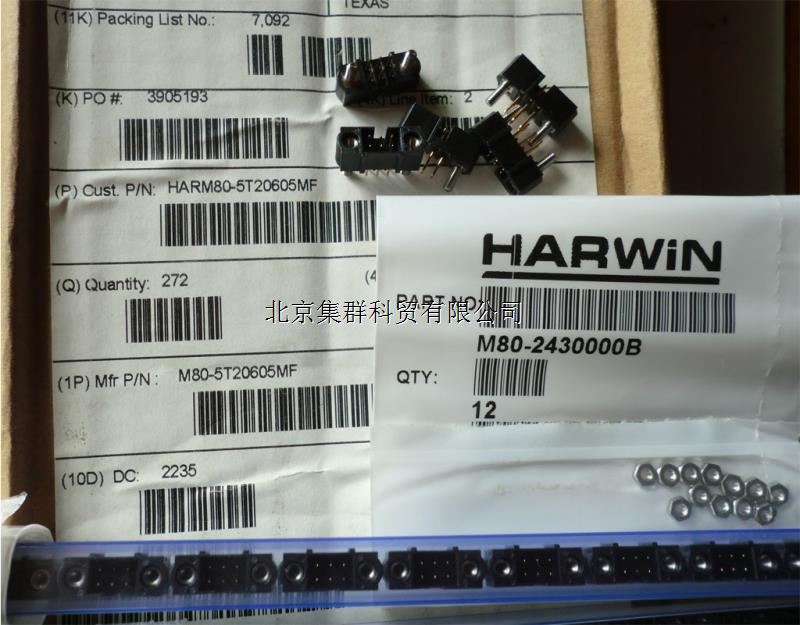 TEXAS
(11K) Packing List No.: 7,092
(K) PO #: 3905193
Line Item: 2
(P) Cust. P/N: HARM80-5T20605MF
(Q) Quantity: 272
(4
(1P) Mfr P/N : M80-5T20605MF
(10D) DC: 2235
HARWiN
PART NO:
北京集群科贸有限公司
M80-2430000B
QTY:
12